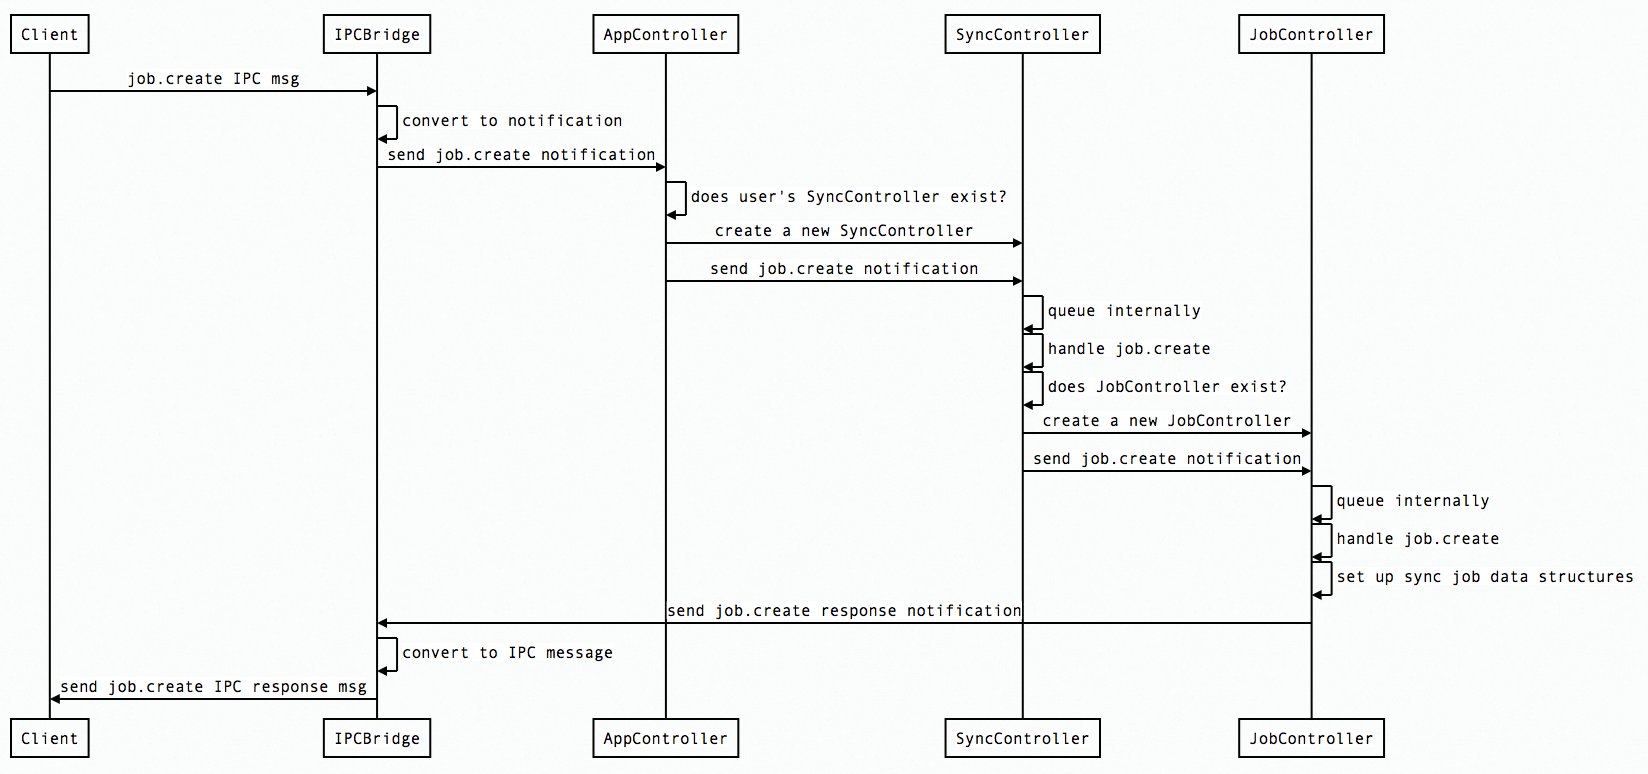 Client
IPCBridge
AppController
SyncController
JobController
job.create IPC msg
convert to notification
send job.create notification
does user's SyncController exist?
create a new SyncController
send job.create notification
queue internally
handle job.create
does JobController exist?
create a new JobController
send job.create notification
queue internally
handle job.create
set up sync job data structures
send job.create response notification
convert to IPC message
send job.create IPC response msg
Client
IPCBridge
AppController
SyncController
JobController